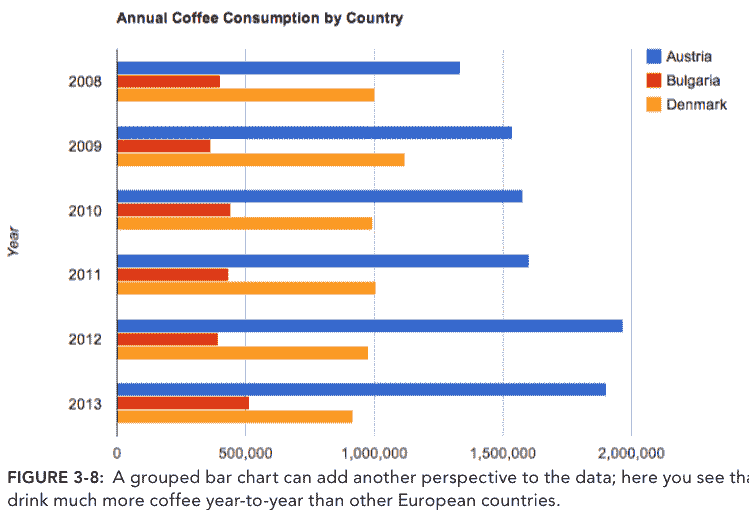 Annual Coffee Consumption by Country
Austria
Bulgaria
Denmark
2008
2009
2010
2011
2012
2013
Year
0 500,000 1,000,000 1,500,000 2,000,000
FIGURE 3-8: A grouped bar chart can add another perspective to the data; here you see
drink much more coffee year-to-year than other European countries.